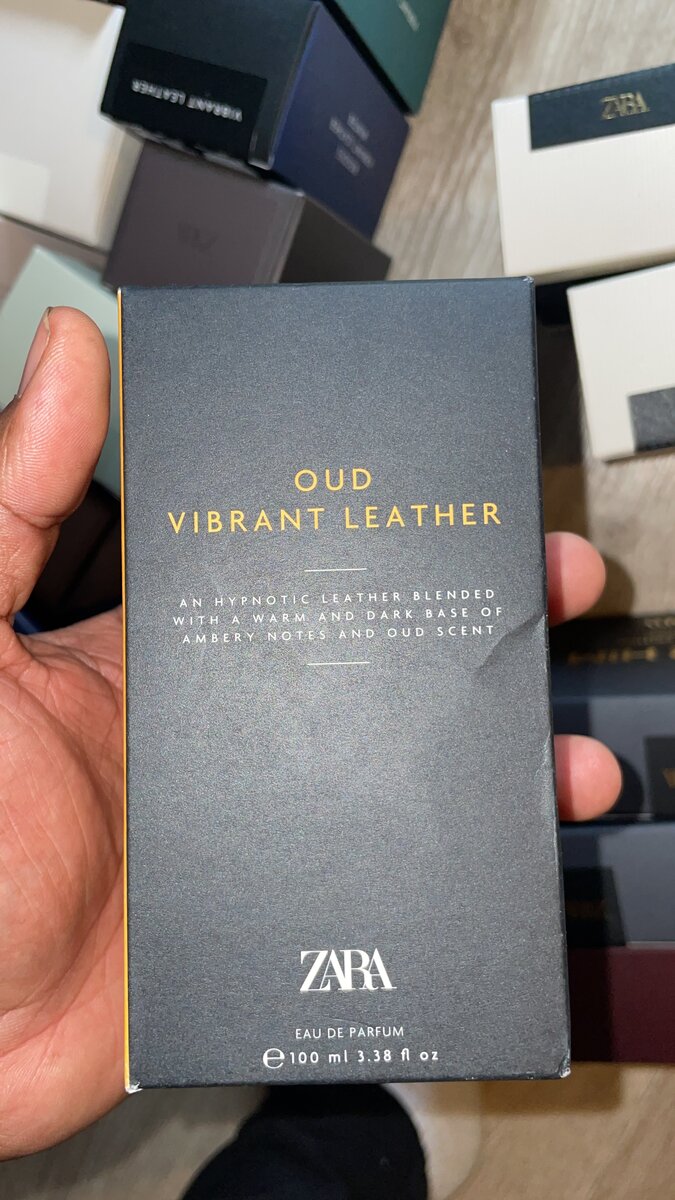 VIBRANT LEATHER
ZARA
OUD
VIBRANT LEATHER
AN HYPNOTIC LEATHER BLENDED
WITH A WARM AND DARK BASE OF
AMBERY NOTES AND OUD SCENT
ZARA
EAU DE PARFUM
℮100 ml 3.38 fl oz